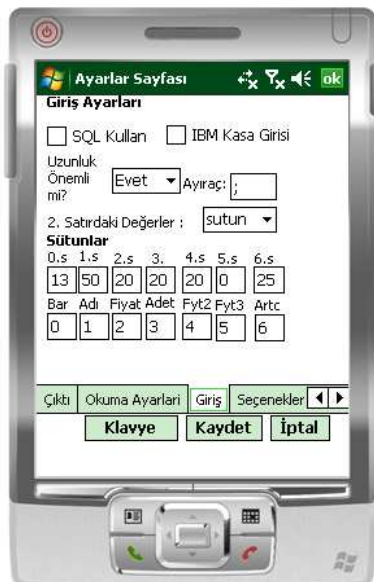 Ayarlar Sayfası ok
Giriş Ayarları
SQL Kullan IBM Kasa Girisi
Uzunluk
Önemli
mi?
Evet Ayıraç: ;
2. Satırdaki Değerler : sutun
Sütunlar
0.s 1.s 2.s 3. 4.s 5.s 6.s
13 50 20 20 20 0 25
Bar Adı Fiyat Adet Fyt2 Fyt3 Artc
0 1 2 3 4 5 6
Çıktı Okuma Ayarlari Giriş Seçenekler
Klavye Kaydet İptal